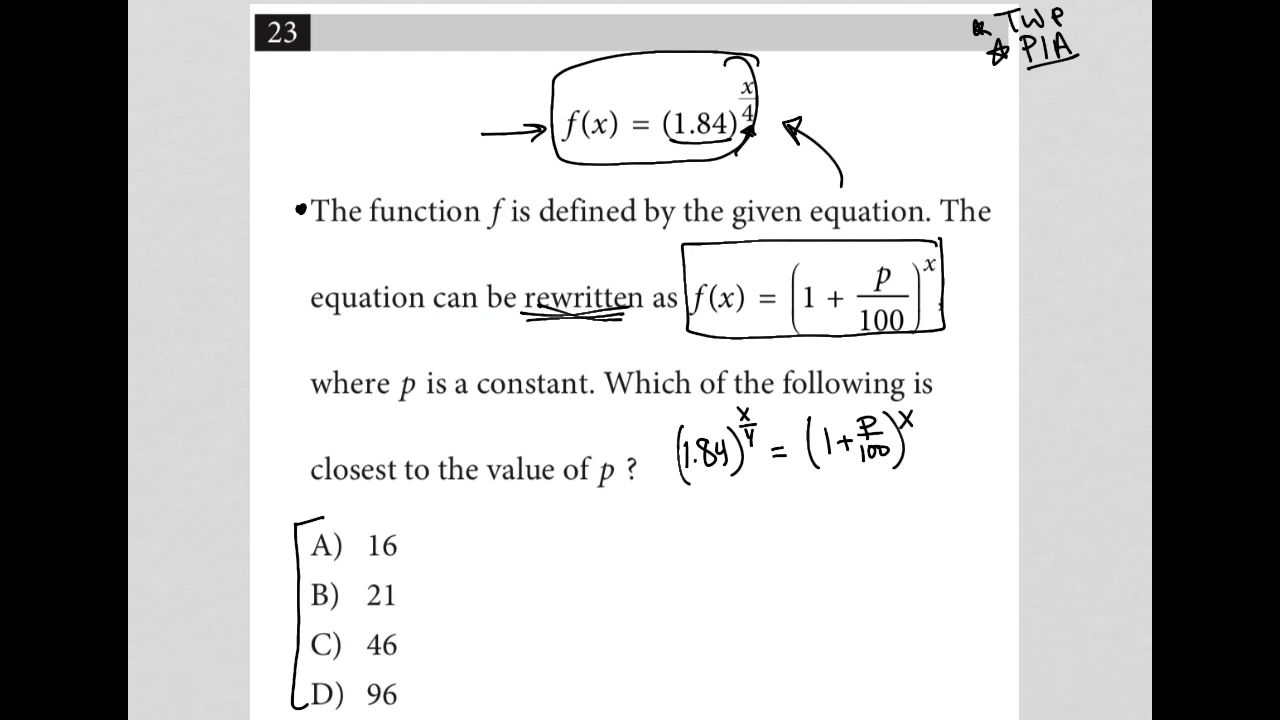 23
TWP
PIA
f(x) = (1.84)^(x/4)
The function f is defined by the given equation. The
equation can be rewritten as f(x) = (1 + p/100)^x
where p is a constant. Which of the following is
closest to the value of p ?
(1.84)^(x/4) = (1+P/100)^x
A) 16
B) 21
C) 46
D) 96